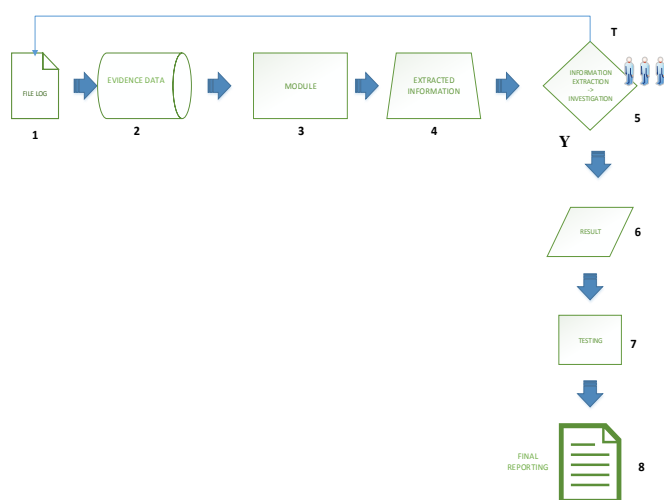 T
FILE LOG
EVIDENCE DATA
MODULE
EXTRACTED
INFORMATION
INFORMATION
EXTRACTION
->
INVESTIGATION
1
2
3
4
5
Y
RESULT
6
TESTING
7
FINAL
REPORTING
8